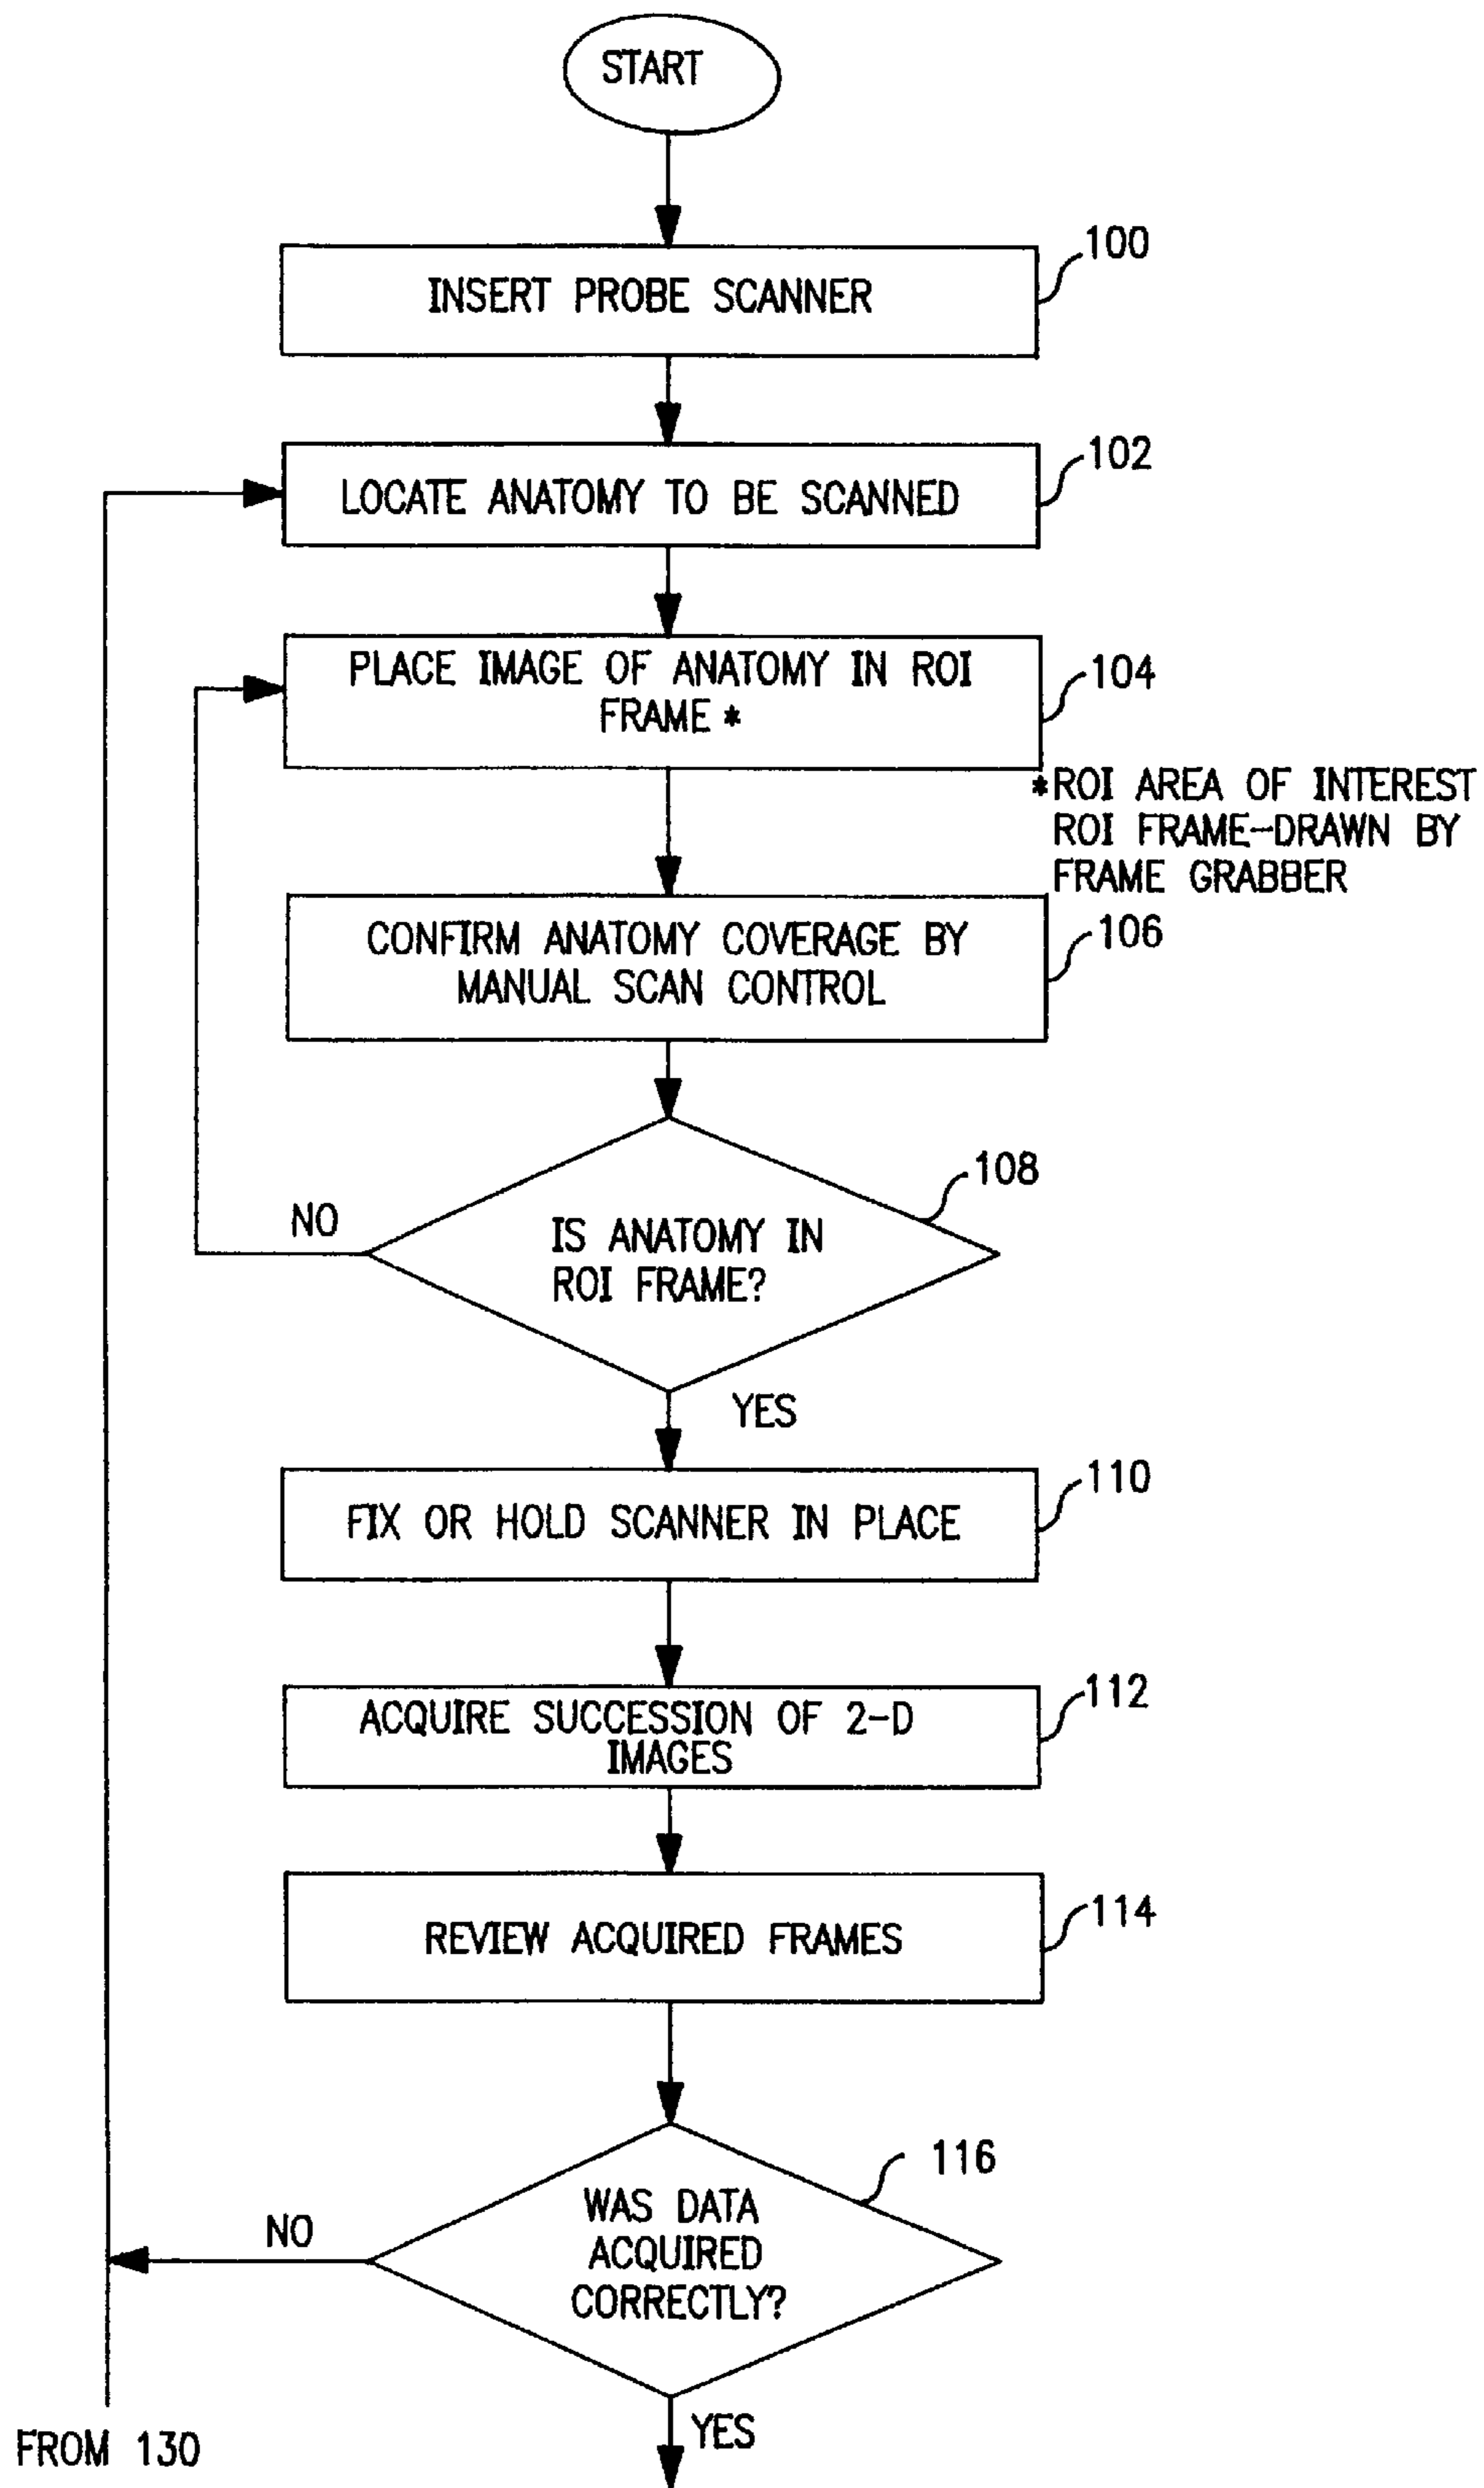 START
INSERT PROBE SCANNER
100
LOCATE ANATOMY TO BE SCANNED
102
PLACE IMAGE OF ANATOMY IN ROI
FRAME *
104
*ROI AREA OF INTEREST
ROI FRAME-DRAWN BY
FRAME GRABBER
CONFIRM ANATOMY COVERAGE BY
MANUAL SCAN CONTROL
106
IS ANATOMY IN
ROI FRAME?
108
NO
YES
FIX OR HOLD SCANNER IN PLACE
110
ACQUIRE SUCCESSION OF 2-D
IMAGES
112
REVIEW ACQUIRED FRAMES
114
WAS DATA
ACQUIRED
CORRECTLY?
116
NO
YES
FROM 130